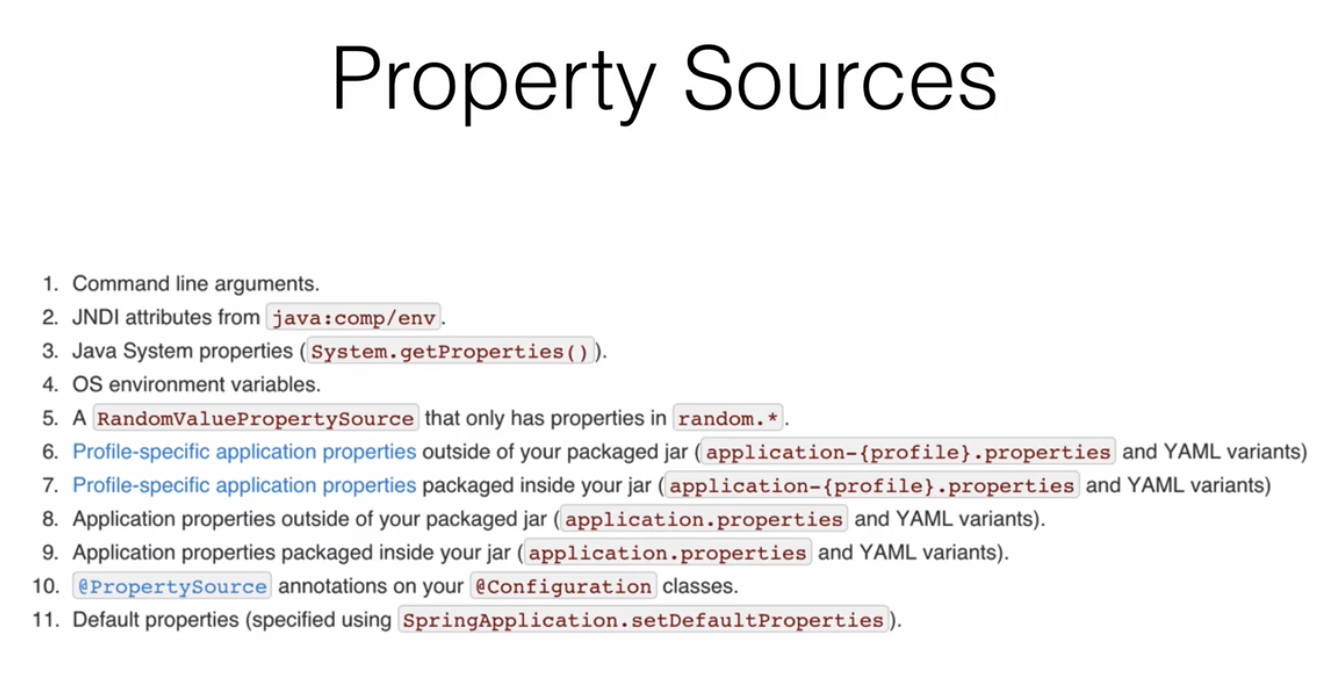 Property Sources
1. Command line arguments.
2. JNDI attributes from java:comp/env.
3. Java System properties (System.getProperties()).
4. OS environment variables.
5. A RandomValuePropertySource that only has properties in random.*.
6. Profile-specific application properties outside of your packaged jar (application-{profile}.properties and YAML variants)
7. Profile-specific application properties packaged inside your jar (application-{profile}.properties and YAML variants)
8. Application properties outside of your packaged jar (application.properties and YAML variants).
9. Application properties packaged inside your jar (application.properties and YAML variants).
10. @PropertySource annotations on your @Configuration classes.
11. Default properties (specified using SpringApplication.setDefaultProperties).